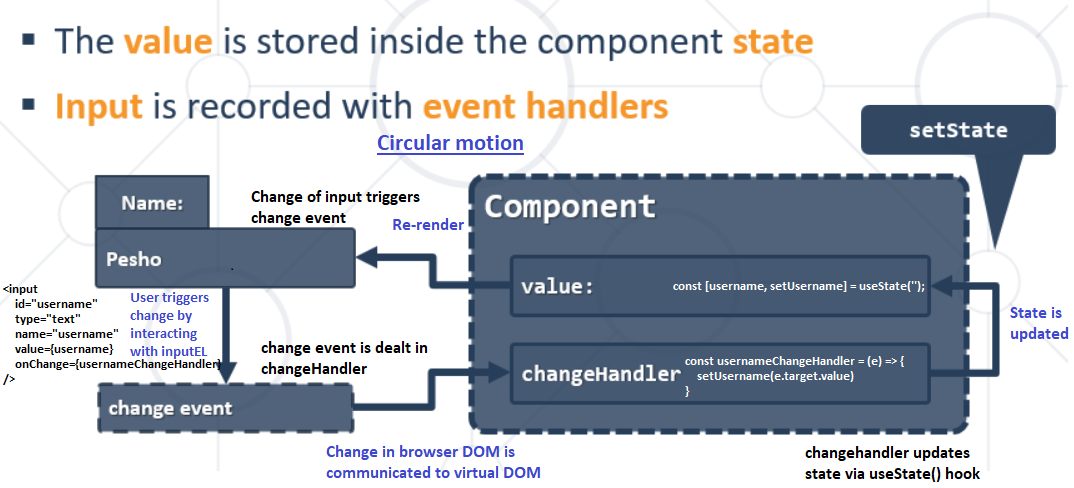 ▪ The value is stored inside the component state
▪ Input is recorded with event handlers
Circular motion
setState
Name:
Pesho
Change of input triggers
change event
Re-render
Component
value:
const [username, setUsername] = useState('');
<input
id="username"
type="text"
name="username"
value={username}
onChange={usernameChangeHandler}
/>
User triggers
change by
interacting
with inputEL
State is
updated
change event is dealt in
changeHandler
changeHandler
const usernameChangeHandler = (e) => {
setUsername(e.target.value)
}
change event
Change in browser DOM is
communicated to virtual DOM
changehandler updates
state via useState() hook